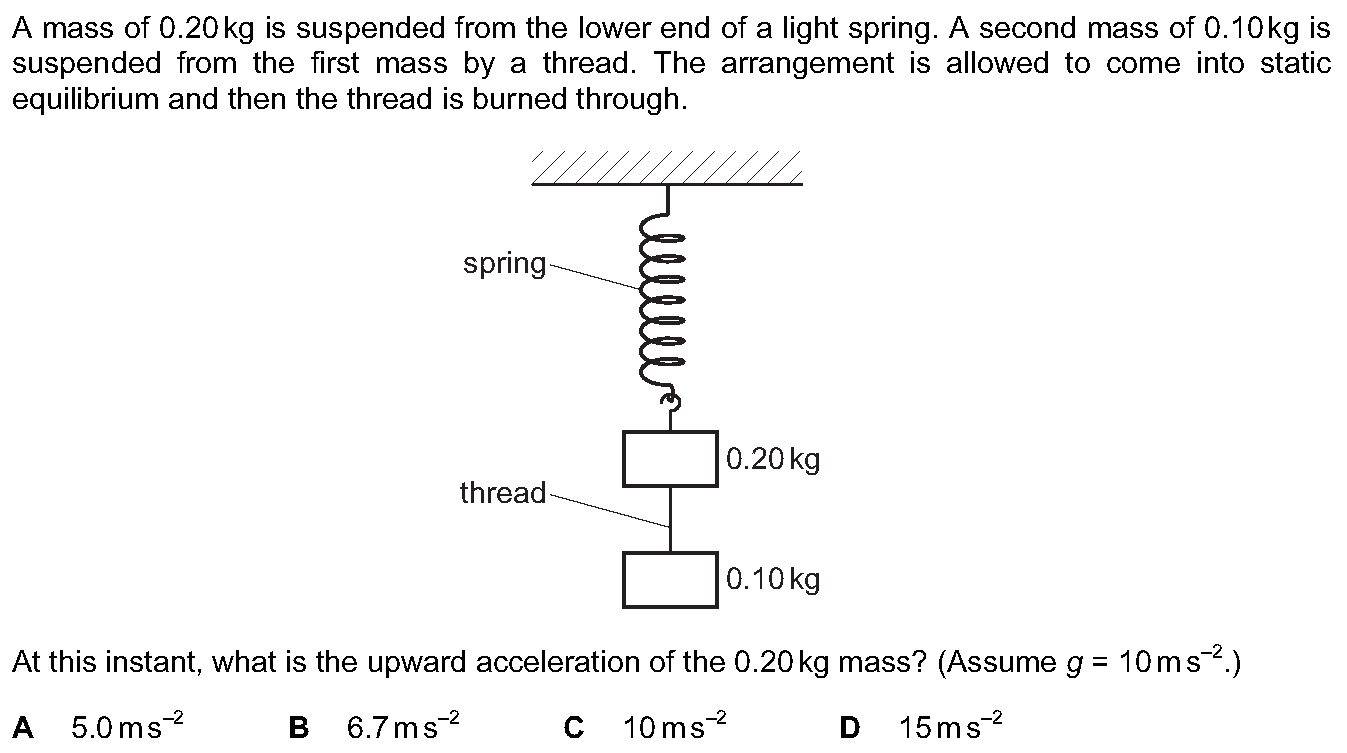 A mass of 0.20 kg is suspended from the lower end of a light spring. A second mass of 0.10 kg is
suspended from the first mass by a thread. The arrangement is allowed to come into static
equilibrium and then the thread is burned through.
spring
0.20 kg
thread
0.10 kg
At this instant, what is the upward acceleration of the 0.20 kg mass? (Assume g = 10 m s⁻².)
A 5.0 m s⁻² B 6.7 m s⁻² C 10 m s⁻² D 15 m s⁻²